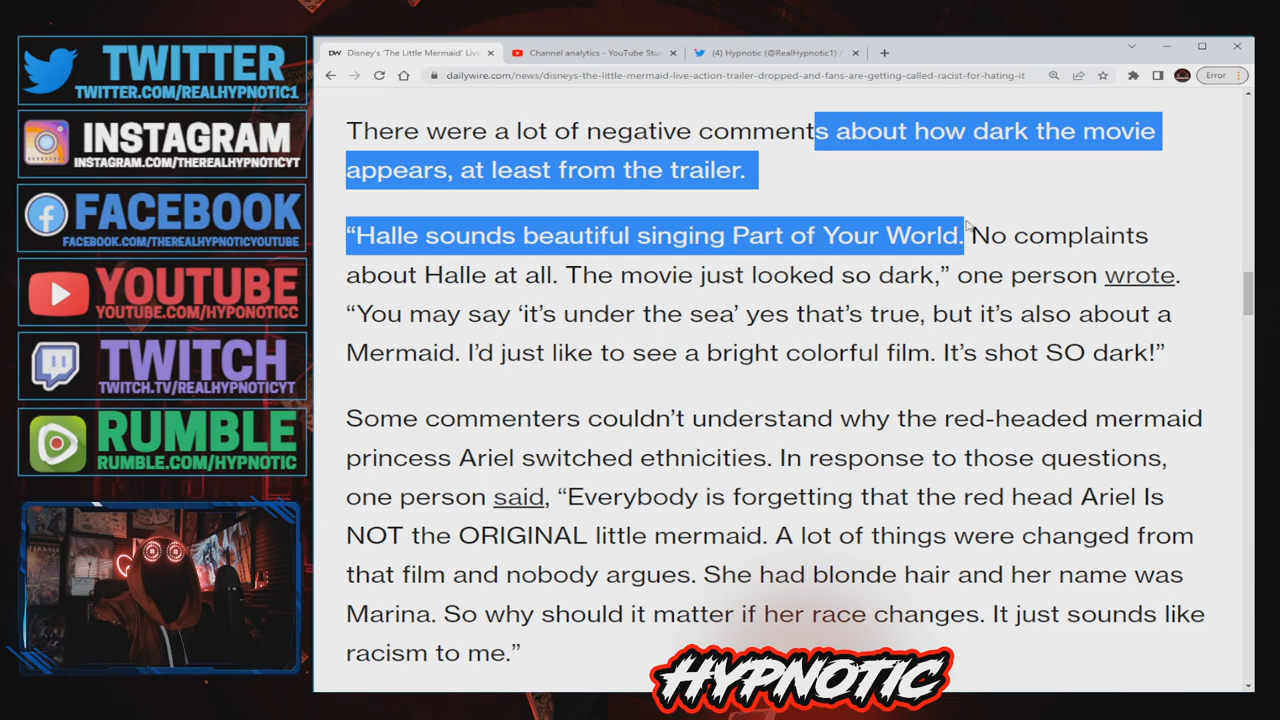 TWITTER
TWITTER.COM/REALHYPNOTIC1
INSTAGRAM
INSTAGRAM.COM/THEREALHYPNOTICYT
FACEBOOK
FACEBOOK.COM/THEREALHYPNOTICYOUTUBE
YOUTUBE
YOUTUBE.COM/HYPONOTICC
TWITCH
TWITCH.TV/REALHYPNOTICYT
RUMBLE
RUMBLE.COM/HYPNOTIC
DW Disney's 'The Little Mermaid' Live
Channel analytics - YouTube Stu
(4) Hypnotic (@RealHypnotic1) /
dailywire.com/news/disneys-the-little-mermaid-live-action-trailer-dropped-and-fans-are-getting-called-racist-for-hating-it
Error
There were a lot of negative comments about how dark the movie
appears, at least from the trailer.
“Halle sounds beautiful singing Part of Your World. No complaints
about Halle at all. The movie just looked so dark,” one person wrote.
“You may say ‘it’s under the sea’ yes that’s true, but it’s also about a
Mermaid. I’d just like to see a bright colorful film. It’s shot SO dark!”
Some commenters couldn’t understand why the red-headed mermaid
princess Ariel switched ethnicities. In response to those questions,
one person said, “Everybody is forgetting that the red head Ariel Is
NOT the ORIGINAL little mermaid. A lot of things were changed from
that film and nobody argues. She had blonde hair and her name was
Marina. So why should it matter if her race changes. It just sounds like
racism to me.”
HYPNOTIC